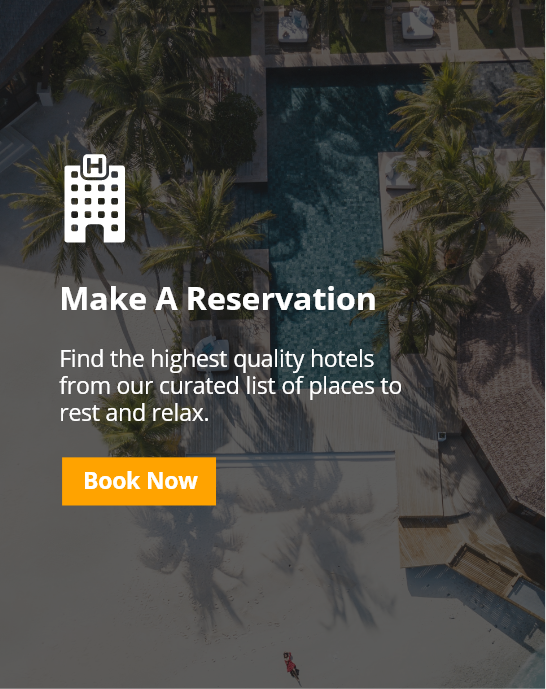 H
Make A Reservation
Find the highest quality hotels
from our curated list of places to
rest and relax.
Book Now